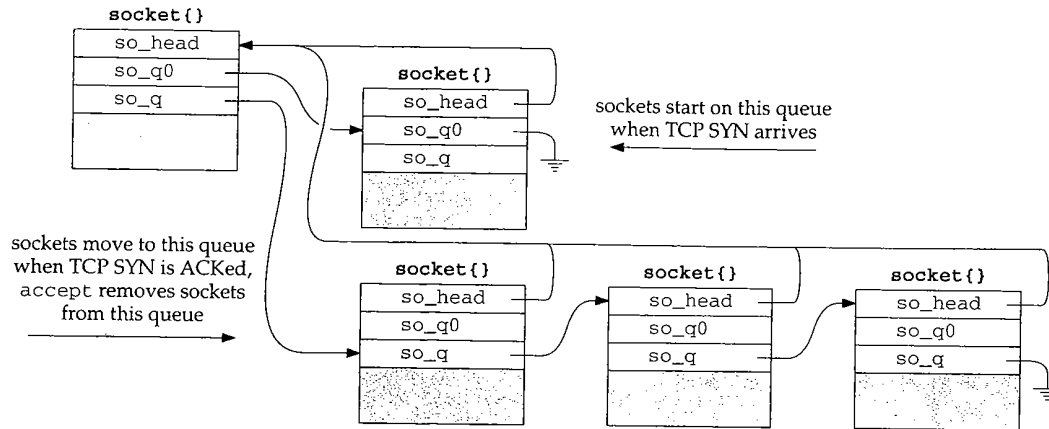 socket{}
so_head
so_q0
so_q
socket{}
so_head
so_q0
so_q
sockets start on this queue
when TCP SYN arrives
sockets move to this queue
when TCP SYN is ACKed,
accept removes sockets
from this queue
socket{}
so_head
so_q0
so_q
socket{}
so_head
so_q0
so_q
socket{}
so_head
so_q0
so_q